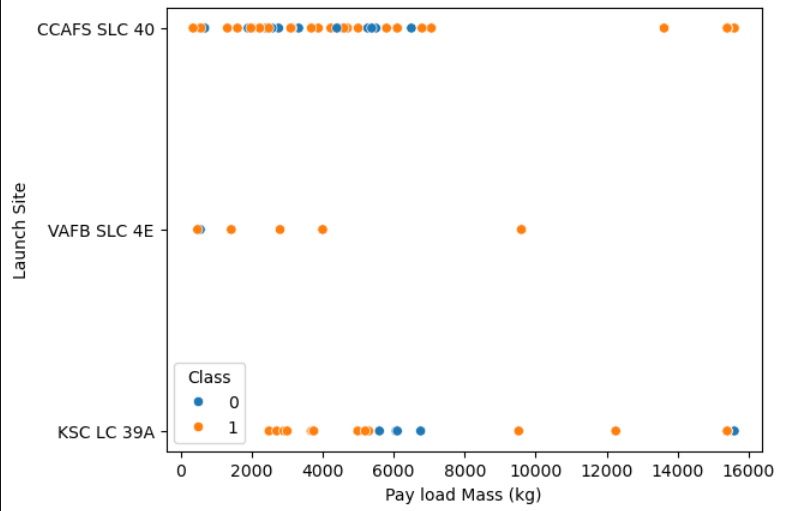 CCAFS SLC 40
VAFB SLC 4E
KSC LC 39A
Launch Site
Class
0
1
0 2000 4000 6000 8000 10000 12000 14000 16000
Pay load Mass (kg)